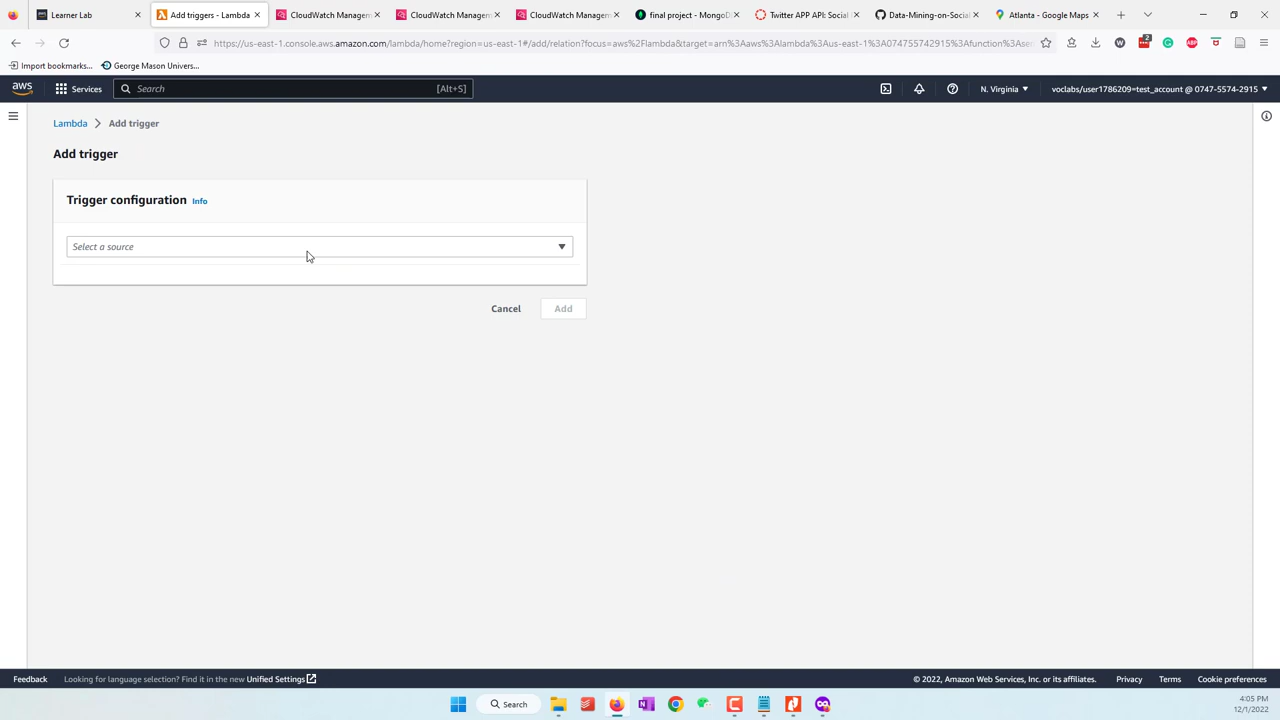 Learner Lab
Add triggers - Lambda
CloudWatch Manage
CloudWatch Manage
CloudWatch Manage
final project - MongoD
Twitter APP API: Social
Data-Mining-on-Social
Atlanta - Google Maps
https://us-east-1.console.aws.amazon.com/lambda/home?region=us-east-1#/add/relation?focus=aws%2Flambda&target=arn%3Aaws%3Alambda%3Aus-east-1%3A074755742915%3Afunction%3Ase
Import bookmarks...
George Mason Univers...
aws
Services
Search
[Alt+S]
N. Virginia
voclabs/user1786209=test_account @ 0747-5574-2915
Lambda
Add trigger
Add trigger
Trigger configuration Info
Select a source
Cancel
Add
Feedback
Looking for language selection? Find it in the new Unified Settings
© 2022, Amazon Web Services, Inc. or its affiliates.
Privacy
Terms
Cookie preferences
Search
4:05 PM
12/1/2022